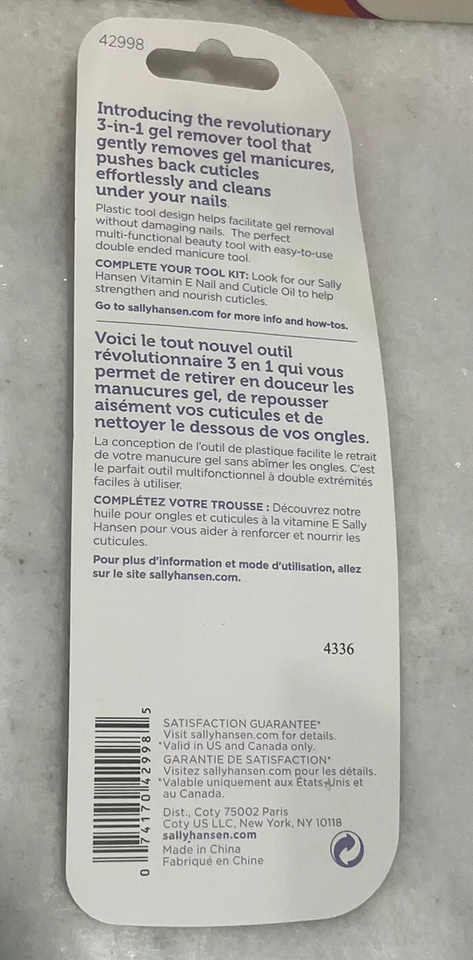 42998
Introducing the revolutionary
3-in-1 gel remover tool that
gently removes gel manicures,
pushes back cuticles
effortlessly and cleans
under your nails.
Plastic tool design helps facilitate gel removal
without damaging nails. The perfect
multi-functional beauty tool with easy-to-use
double ended manicure tool.
COMPLETE YOUR TOOL KIT: Look for our Sally
Hansen Vitamin E Nail and Cuticle Oil to help
strengthen and nourish cuticles.
Go to sallyhansen.com for more info and how-tos.
Voici le tout nouvel outil
révolutionnaire 3 en 1 qui vous
permet de retirer en douceur les
manucures gel, de repousser
aisément vos cuticules et de
nettoyer le dessous de vos ongles.
La conception de l'outil de plastique facilite le retrait
de votre manucure gel sans abîmer les ongles. C'est
le parfait outil multifonctionnel à double extrémités
faciles à utiliser.
COMPLÉTEZ VOTRE TROUSSE : Découvrez notre
huile pour ongles et cuticules à la vitamine E Sally
Hansen pour vous aider à renforcer et nourrir les
cuticules.
Pour plus d'information et mode d'utilisation, allez
sur le site sallyhansen.com.
4336
SATISFACTION GUARANTEE*
Visit sallyhansen.com for details.
*Valid in US and Canada only.
GARANTIE DE SATISFACTION*
Visitez sallyhansen.com pour les détails.
*Valable uniquement aux États-Unis et
au Canada.
Dist., Coty 75002 Paris
Coty US LLC, New York, NY 10118
sallyhansen.com
Made in China
Fabriqué en Chine
0 74170 42998 5